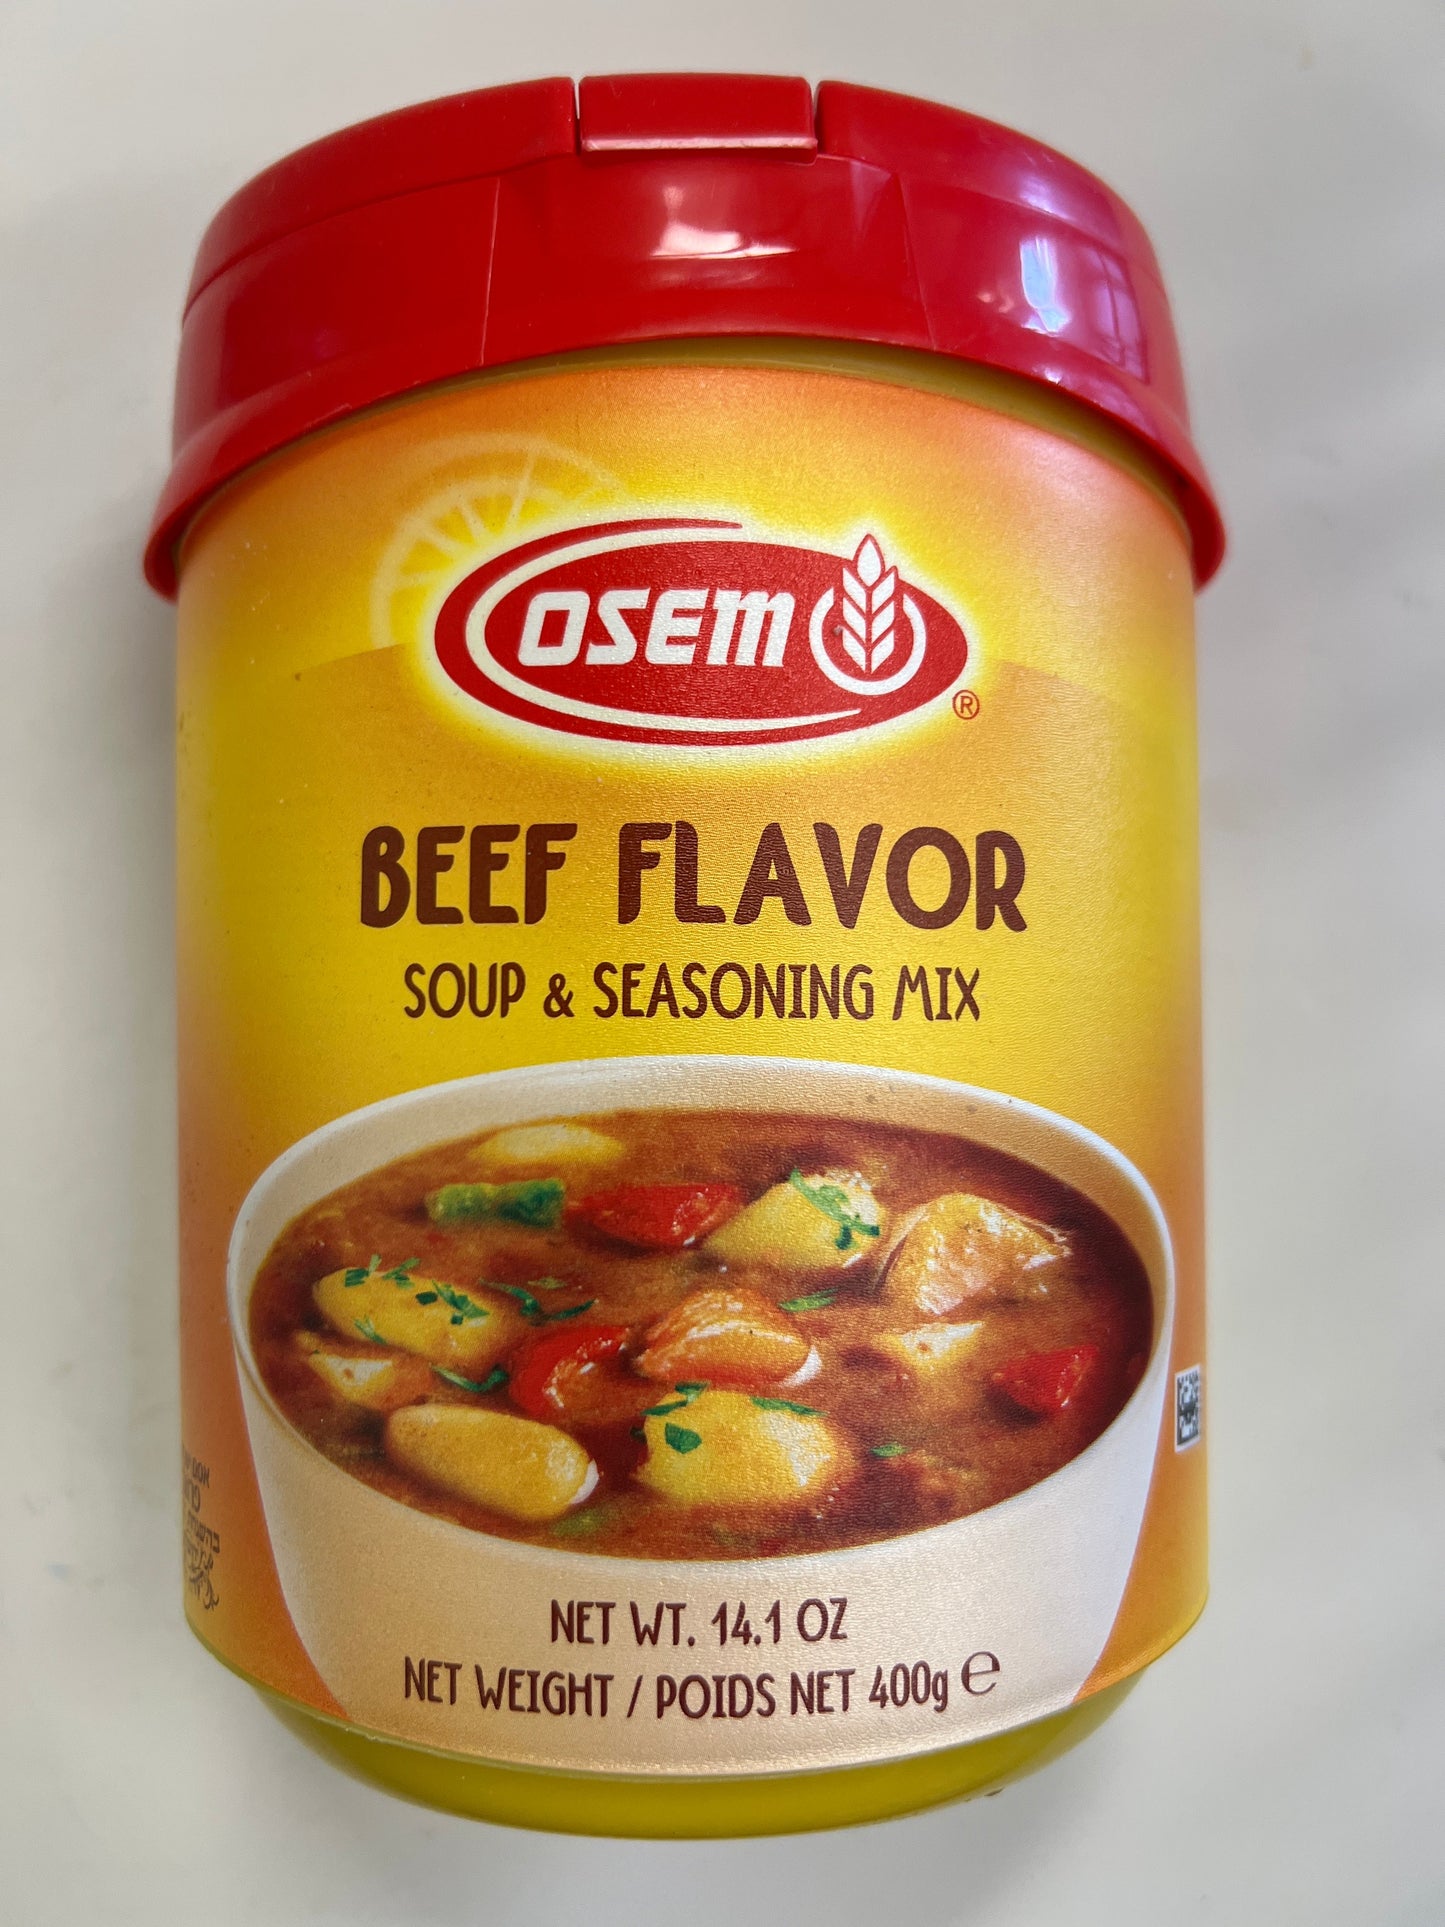 OSEM
®
BEEF FLAVOR
SOUP & SEASONING MIX
NET WT. 14.1 OZ
NET WEIGHT / POIDS NET 400g e